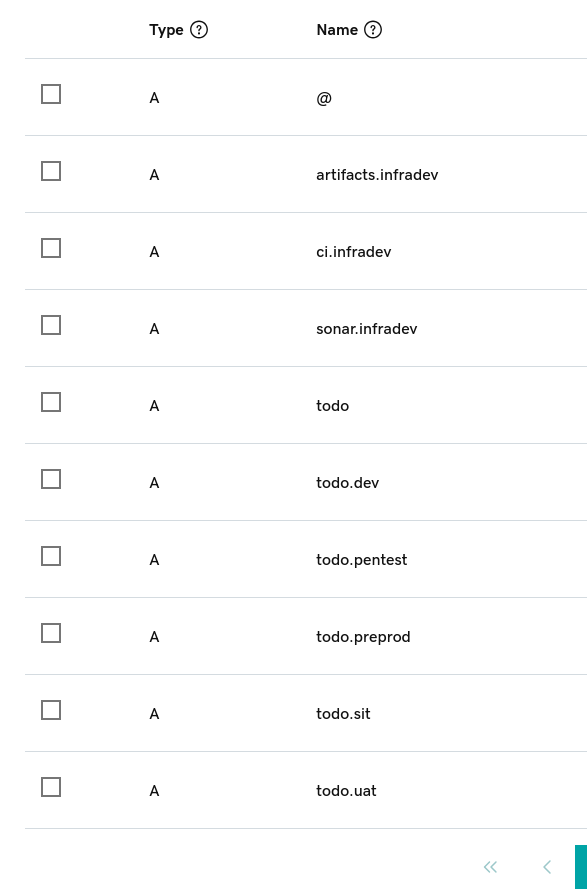 Type ? Name ?
A @
A artifacts.infradev
A ci.infradev
A sonar.infradev
A todo
A todo.dev
A todo.pentest
A todo.preprod
A todo.sit
A todo.uat